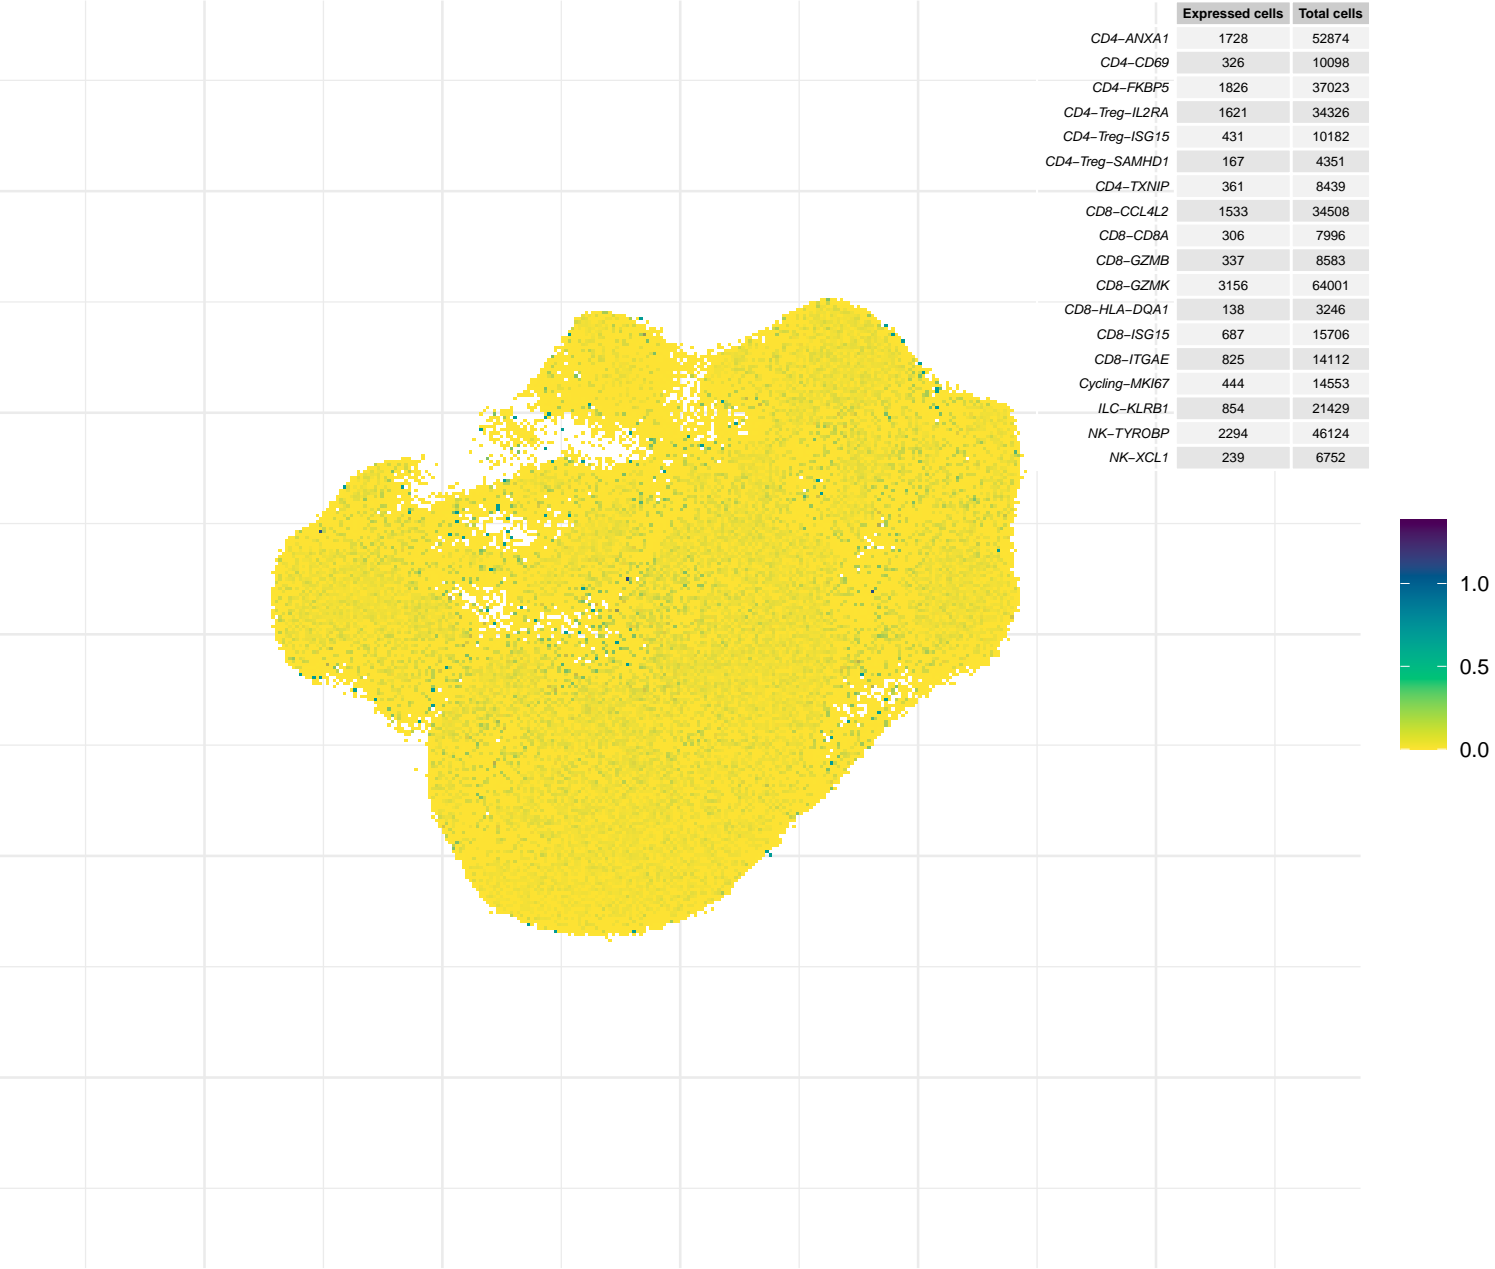 Expressed cells Total cells
CD4−ANXA1 1728 52874
CD4−CD69 326 10098
CD4−FKBP5 1826 37023
CD4−Treg−IL2RA 1621 34326
CD4−Treg−ISG15 431 10182
CD4−Treg−SAMHD1 167 4351
CD4−TXNIP 361 8439
CD8−CCL4L2 1533 34508
CD8−CD8A 306 7996
CD8−GZMB 337 8583
CD8−GZMK 3156 64001
CD8−HLA−DQA1 138 3246
CD8−ISG15 687 15706
CD8−ITGAE 825 14112
Cycling−MKI67 444 14553
ILC−KLRB1 854 21429
NK−TYROBP 2294 46124
NK−XCL1 239 6752
1.0
0.5
0.0